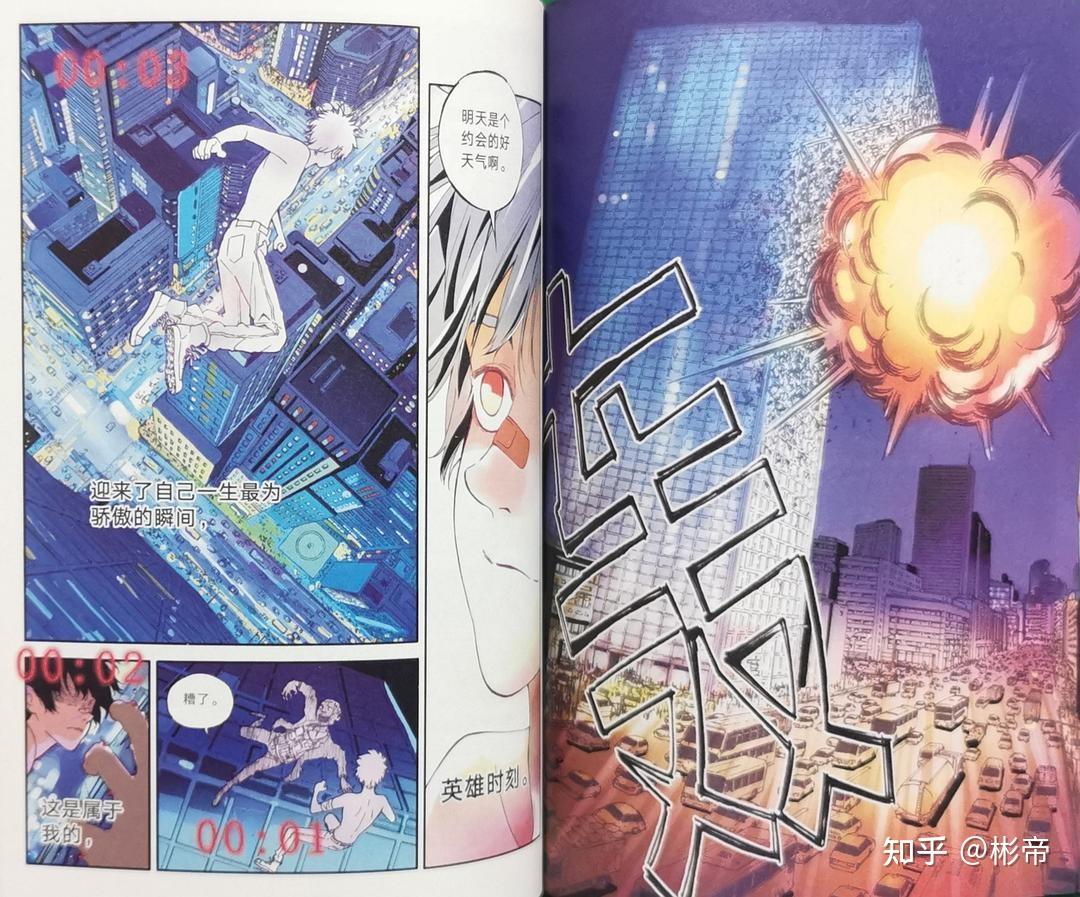 00:03
迎来了自己一生最为
骄傲的瞬间，
00:02
这是属于
我的，
糟了。
00:01
明天是个
约会的好
天气啊。
英雄时刻。
知乎 @彬帝